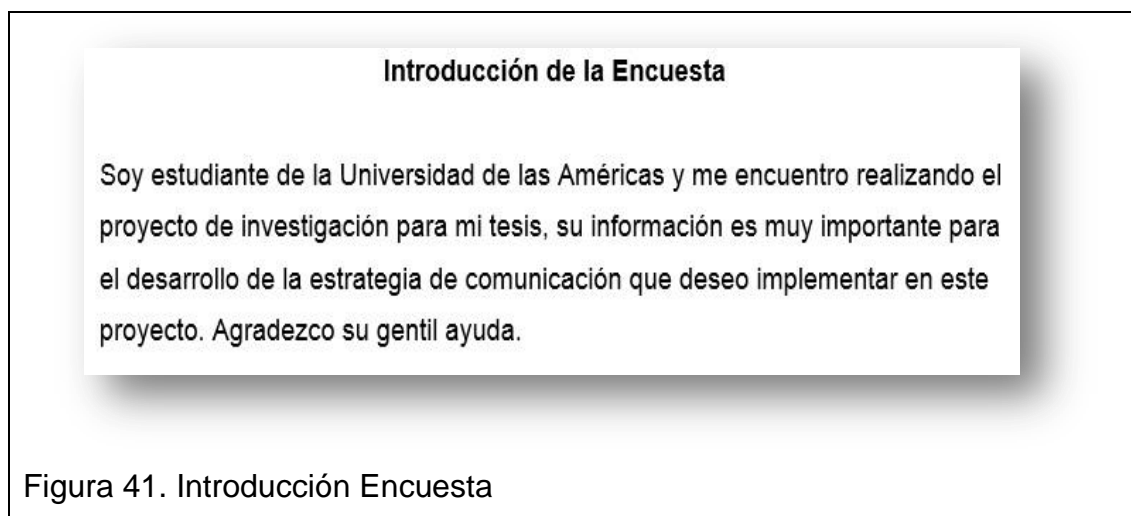 Introducción de la Encuesta
Soy estudiante de la Universidad de las Américas y me encuentro realizando el
proyecto de investigación para mi tesis, su información es muy importante para
el desarrollo de la estrategia de comunicación que deseo implementar en este
proyecto. Agradezco su gentil ayuda.
Figura 41. Introducción Encuesta